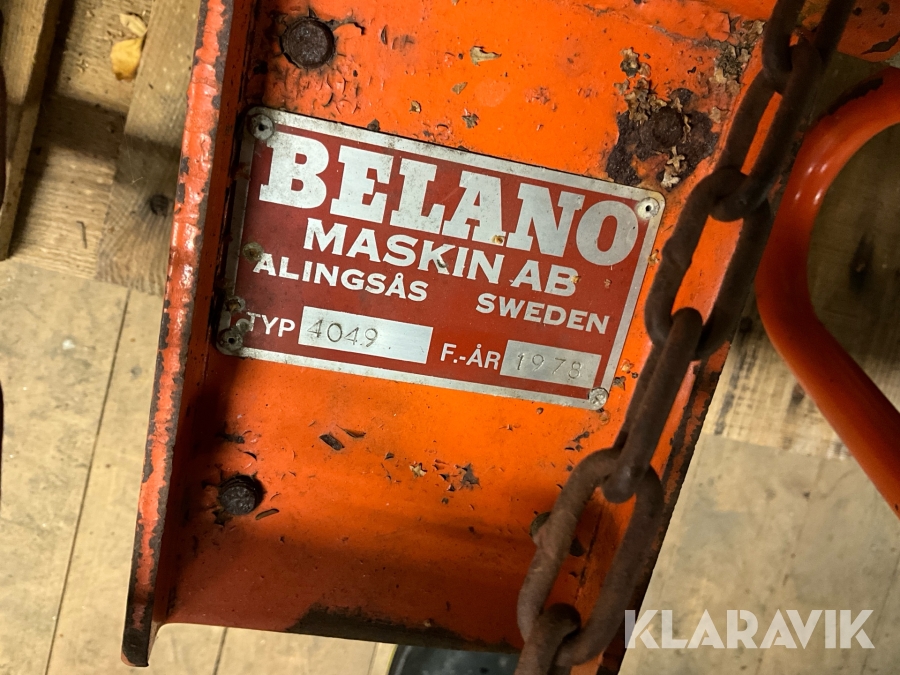 BELANO
MASKIN AB
ALINGSÅS SWEDEN
TYP 4049 F.-ÅR 1978
KLARAVIK